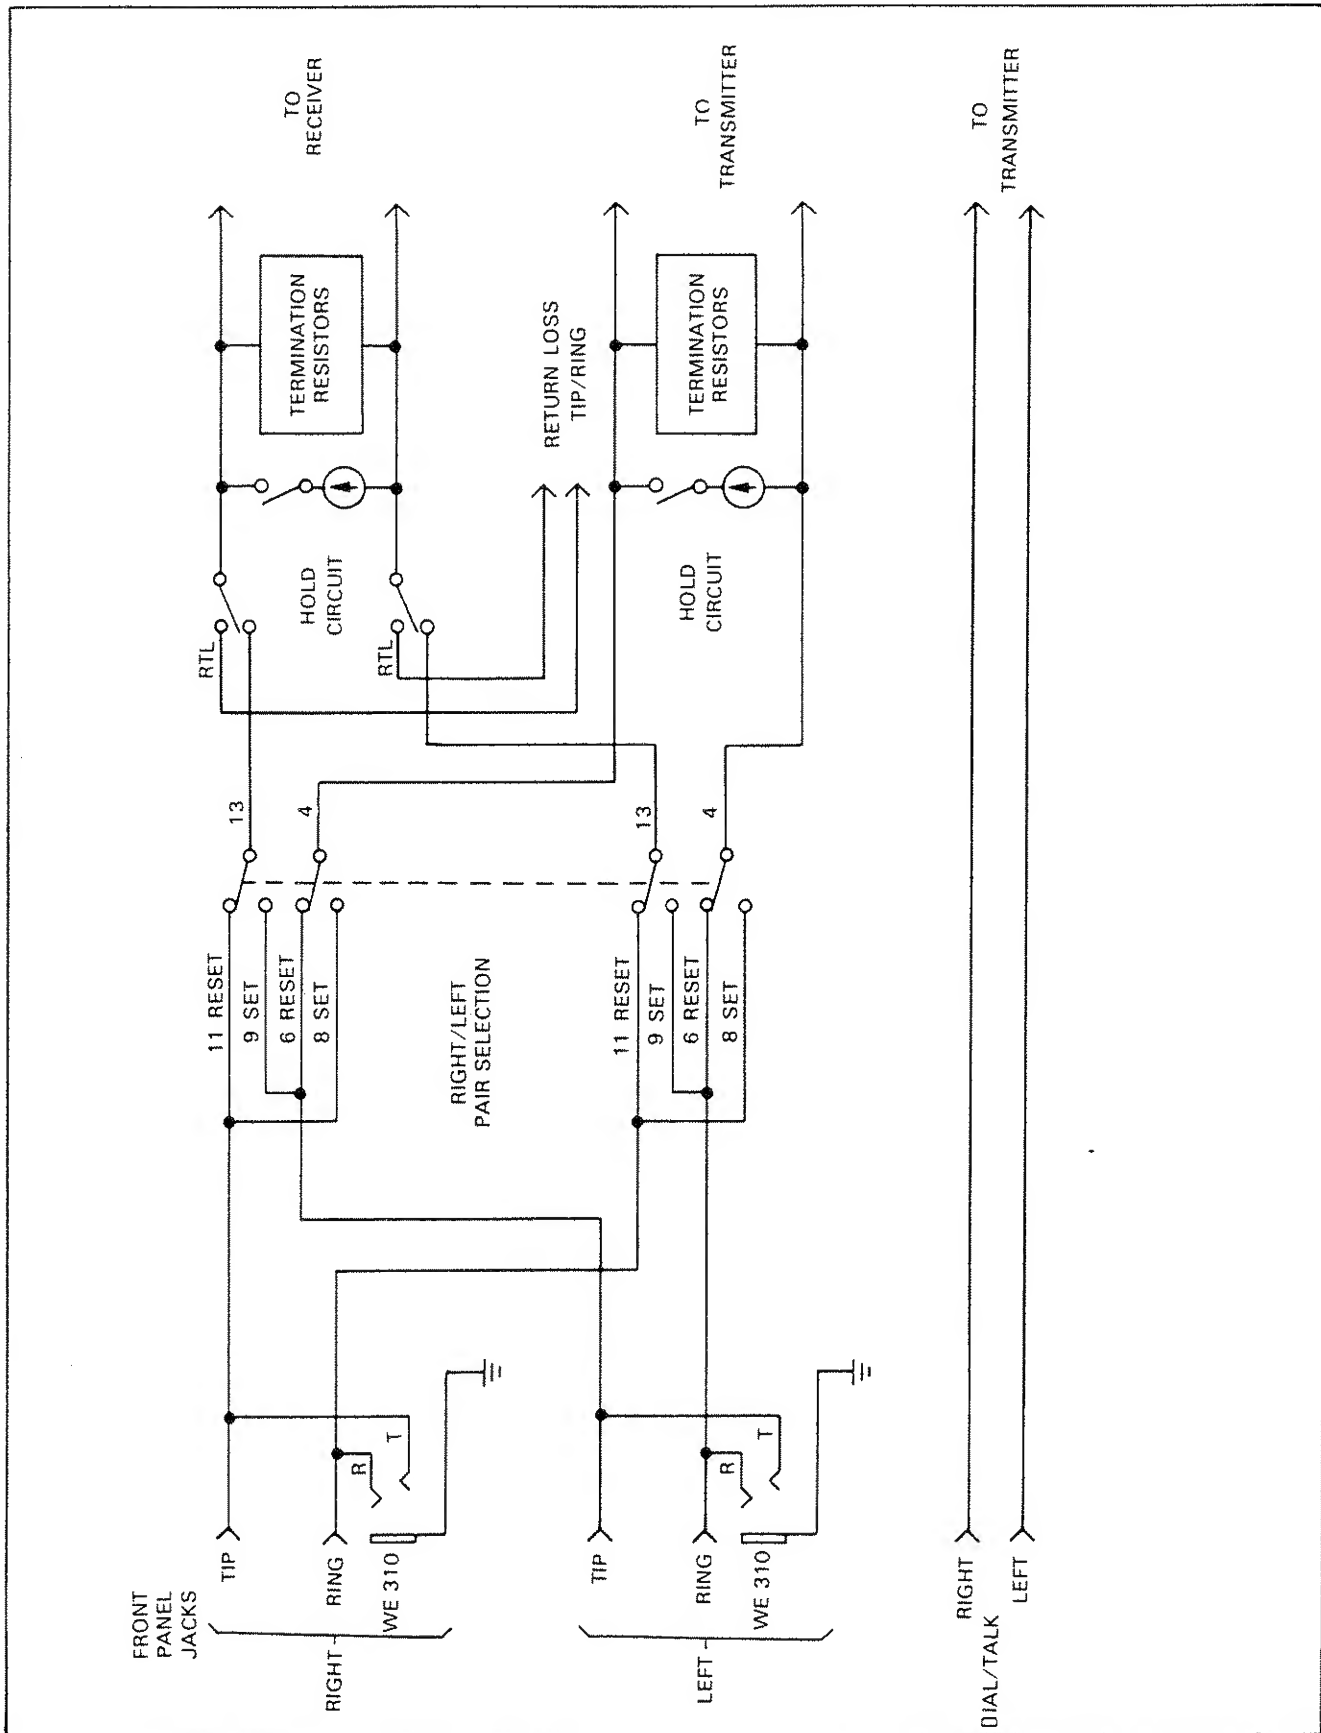 FRONT
PANEL
JACKS
RIGHT
TIP
RING
WE 310
R
T
LEFT
TIP
RING
WE 310
R
T
DIAL/TALK
RIGHT
LEFT
11 RESET
9 SET
6 RESET
8 SET
RIGHT/LEFT
PAIR SELECTION
11 RESET
9 SET
6 RESET
8 SET
13
4
13
4
RTL
RTL
HOLD
CIRCUIT
HOLD
CIRCUIT
TERMINATION
RESISTORS
RETURN LOSS
TIP/RING
TERMINATION
RESISTORS
TO
RECEIVER
TO
TRANSMITTER
TO
TRANSMITTER